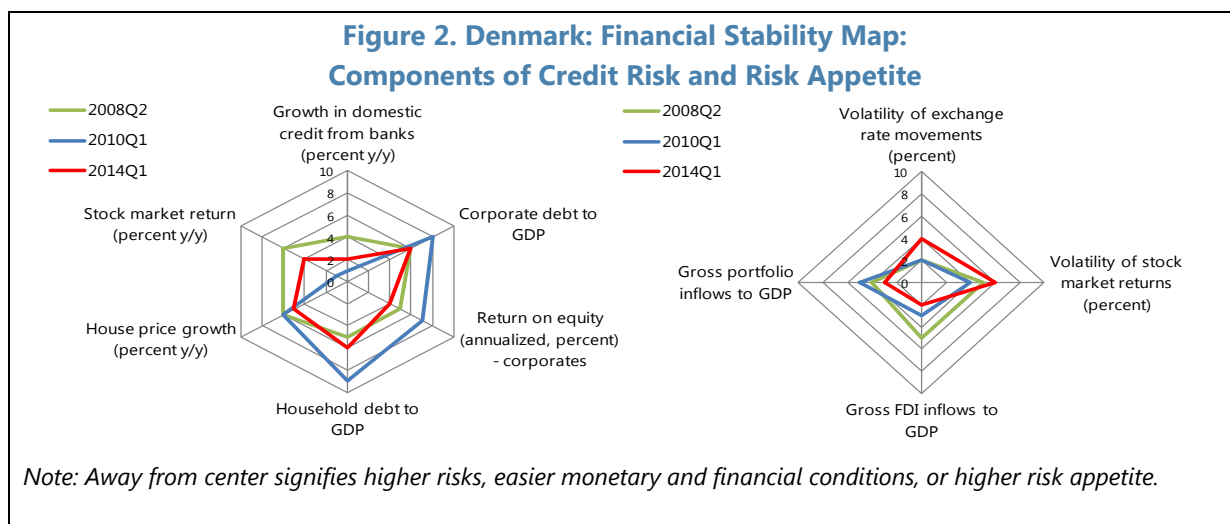 Figure 2. Denmark: Financial Stability Map:
Components of Credit Risk and Risk Appetite
2008Q2
2010Q1
2014Q1
Growth in domestic
credit from banks
(percent y/y)
10
8
6
4
2
0
Stock market return
(percent y/y)
Corporate debt to
GDP
House price growth
(percent y/y)
Return on equity
(annualized, percent)
- corporates
Household debt to
GDP
2008Q2
2010Q1
2014Q1
Volatility of exchange
rate movements
(percent)
10
8
6
4
2
0
Gross portfolio
inflows to GDP
Volatility of stock
market returns
(percent)
Gross FDI inflows to
GDP
Note: Away from center signifies higher risks, easier monetary and financial conditions, or higher risk appetite.